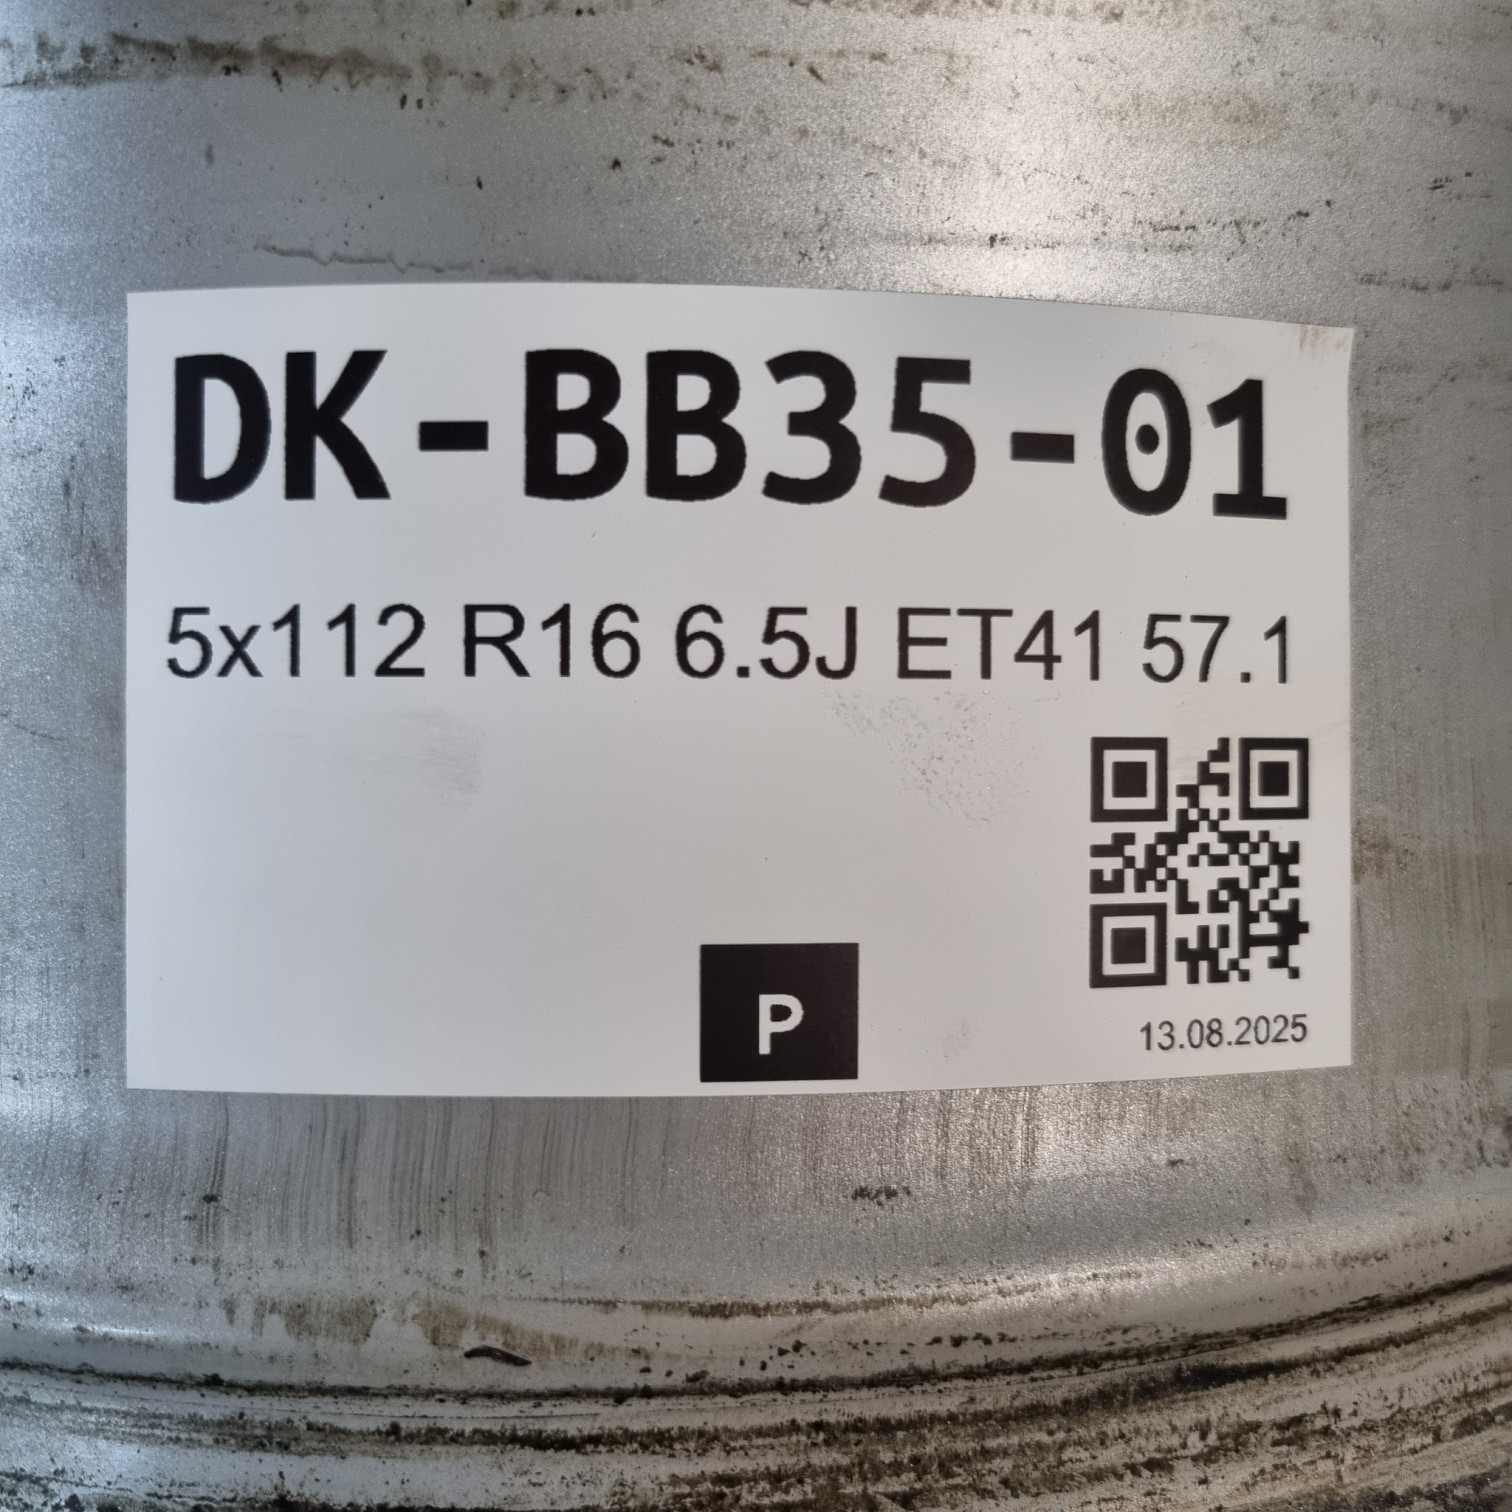 DK-BB35-01
5x112 R16 6.5J ET41 57.1
P
13.08.2025